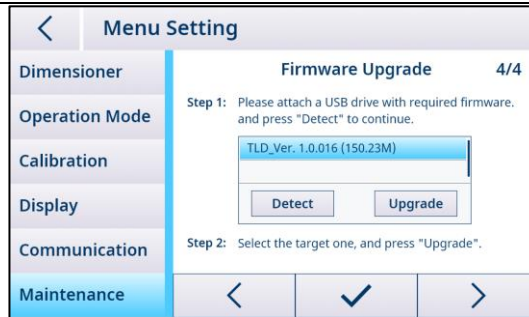 Menu Setting
Dimensioner
Operation Mode
Calibration
Display
Communication
Maintenance
Firmware Upgrade 4/4
Step 1: Please attach a USB drive with required firmware.
and press "Detect" to continue.
TLD_Ver. 1.0.016 (150.23M)
Detect Upgrade
Step 2: Select the target one, and press "Upgrade".